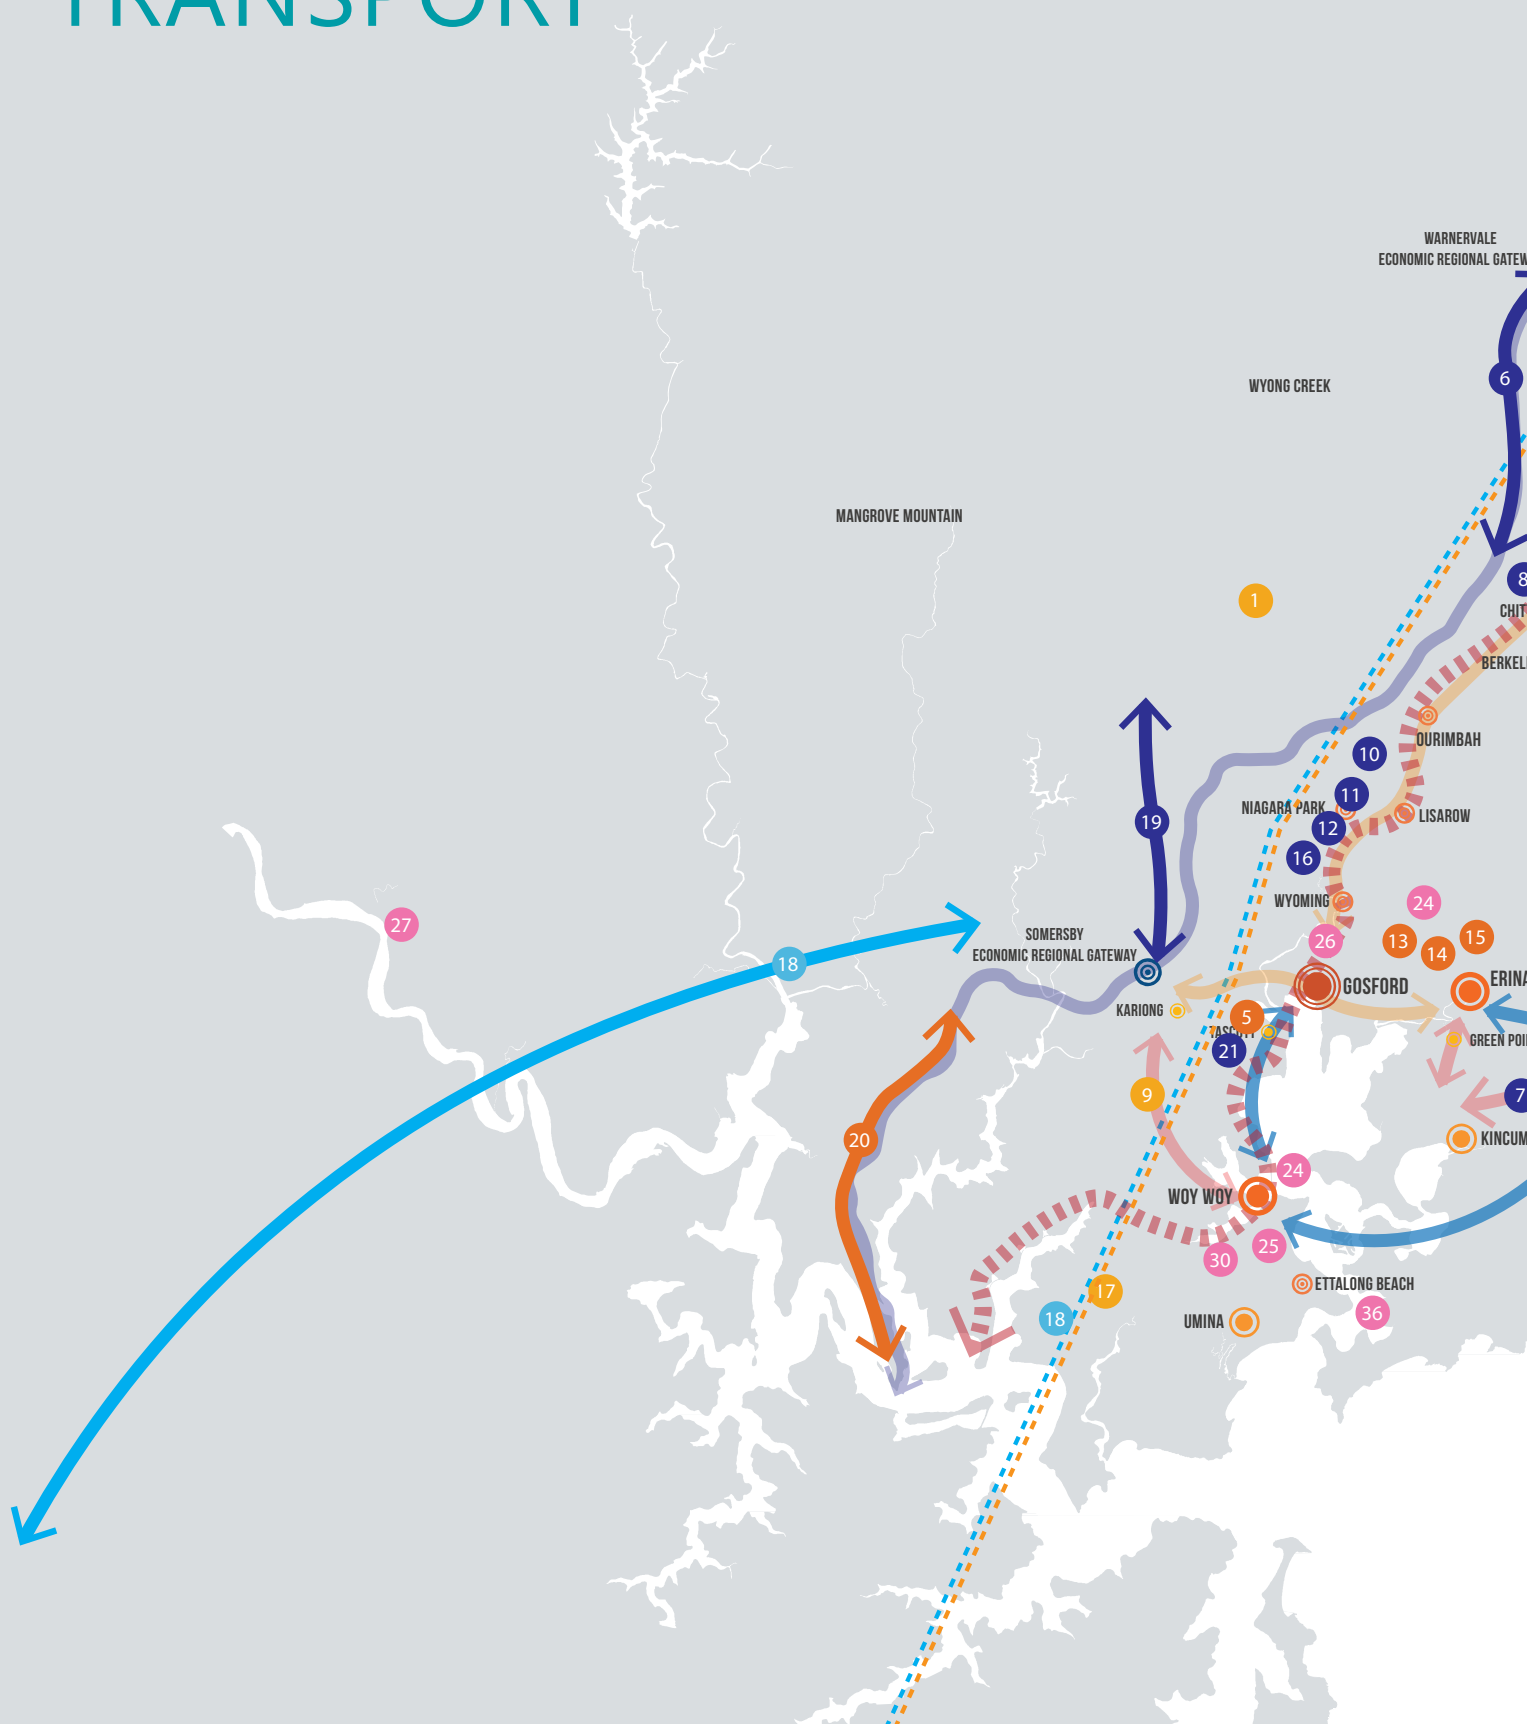 TRANSPORT
WARNERVALE
ECONOMIC REGIONAL GATEW
6
WYONG CREEK
MANGROVE MOUNTAIN
8
1
CHIT
BERKEL
OURIMBAH
10
11
NIAGARA PARK
LISAROW
19
12
16
WYOMING
24
27
26
13
15
14
SOMERSBY
ECONOMIC REGIONAL GATEWAY
18
GOSFORD
ERINA
KARIONG
5
TASCOTT
GREEN POI
21
9
7
20
KINCUM
24
WOY WOY
25
30
ETTALONG BEACH
17
36
18
UMINA